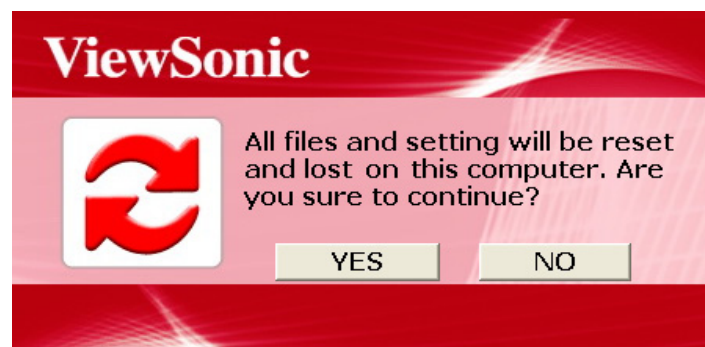 ViewSonic
All files and setting will be reset
and lost on this computer. Are
you sure to continue?
YES NO